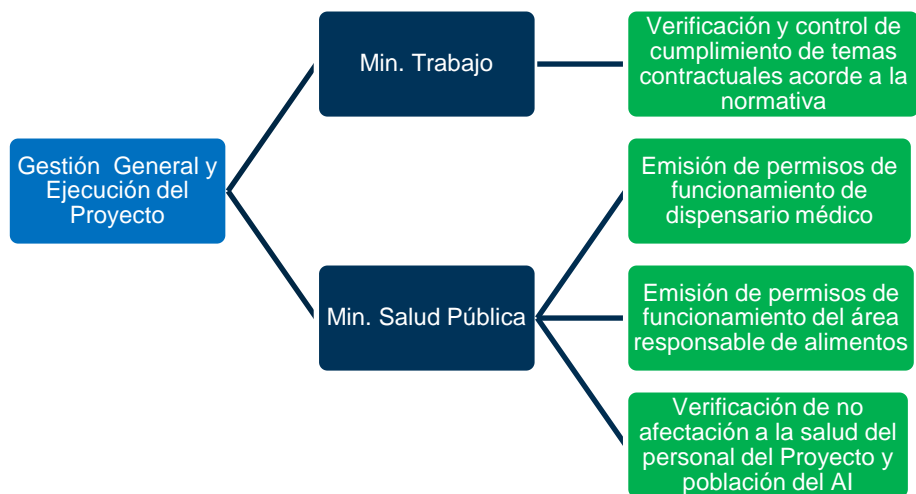 Gestión General y
Ejecución del
Proyecto
Min. Trabajo
Verificación y control de
cumplimiento de temas
contractuales acorde a la
normativa
Min. Salud Pública
Emisión de permisos de
funcionamiento de
dispensario médico
Emisión de permisos de
funcionamiento del área
responsable de alimentos
Verificación de no
afectación a la salud del
personal del Proyecto y
población del AI